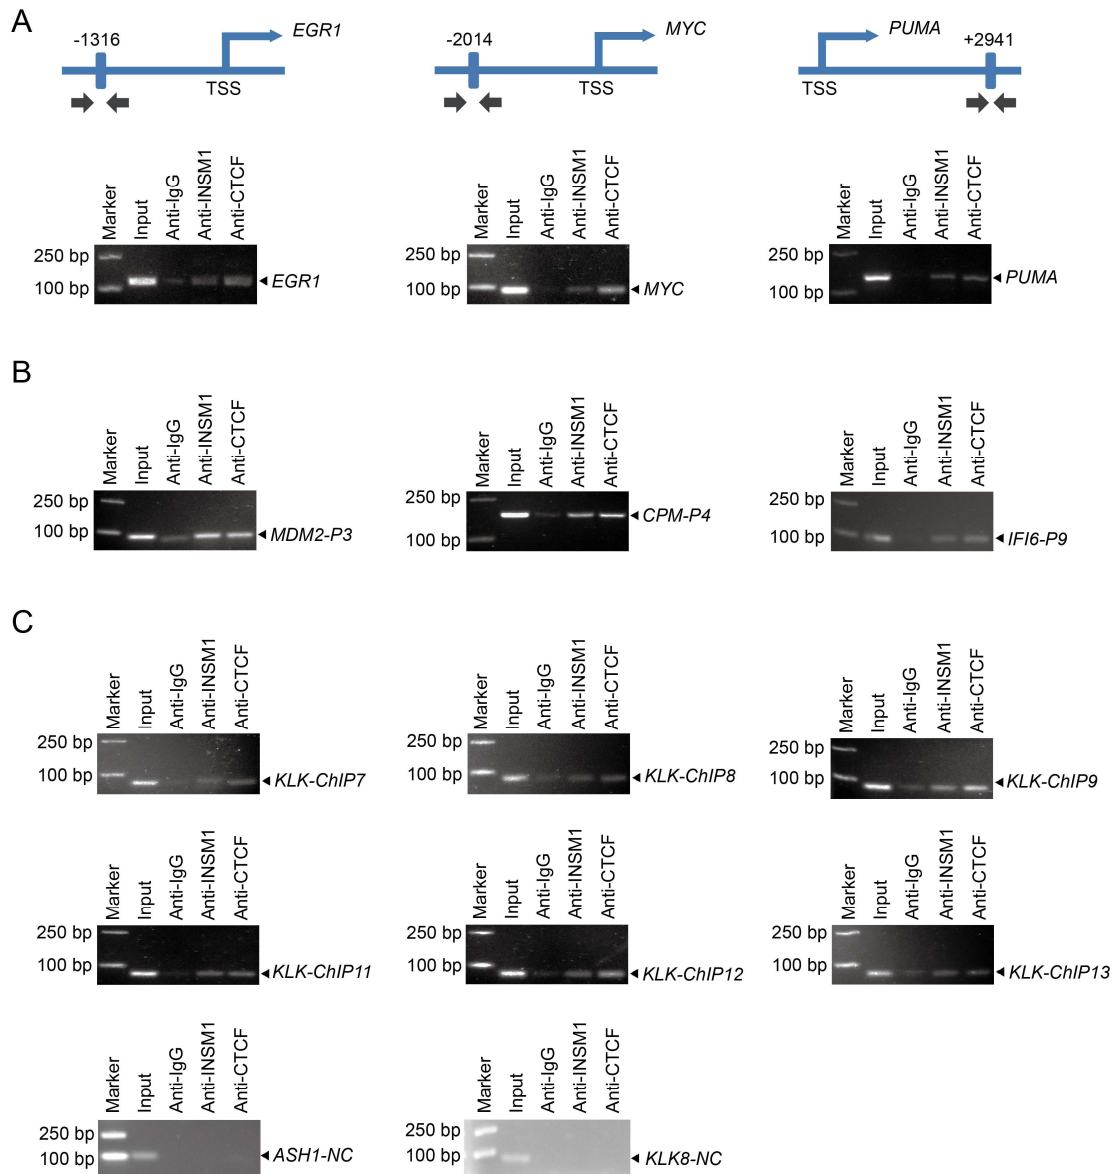 A
-1316
EGR1
TSS
-2014
MYC
TSS
PUMA
+2941
TSS
Marker
Input
Anti-IgG
Anti-INSM1
Anti-CTCF
250 bp
100 bp
EGR1
Marker
Input
Anti-IgG
Anti-INSM1
Anti-CTCF
250 bp
100 bp
MYC
Marker
Input
Anti-IgG
Anti-INSM1
Anti-CTCF
250 bp
100 bp
PUMA
B
Marker
Input
Anti-IgG
Anti-INSM1
Anti-CTCF
250 bp
100 bp
MDM2-P3
Marker
Input
Anti-IgG
Anti-INSM1
Anti-CTCF
250 bp
100 bp
CPM-P4
Marker
Input
Anti-IgG
Anti-INSM1
Anti-CTCF
250 bp
100 bp
IFI6-P9
C
Marker
Input
Anti-IgG
Anti-INSM1
Anti-CTCF
250 bp
100 bp
KLK-ChIP7
Marker
Input
Anti-IgG
Anti-INSM1
Anti-CTCF
250 bp
100 bp
KLK-ChIP8
Marker
Input
Anti-IgG
Anti-INSM1
Anti-CTCF
250 bp
100 bp
KLK-ChIP9
Marker
Input
Anti-IgG
Anti-INSM1
Anti-CTCF
250 bp
100 bp
KLK-ChIP11
Marker
Input
Anti-IgG
Anti-INSM1
Anti-CTCF
250 bp
100 bp
KLK-ChIP12
Marker
Input
Anti-IgG
Anti-INSM1
Anti-CTCF
250 bp
100 bp
KLK-ChIP13
Marker
Input
Anti-IgG
Anti-INSM1
Anti-CTCF
250 bp
100 bp
ASH1-NC
Marker
Input
Anti-IgG
Anti-INSM1
Anti-CTCF
250 bp
100 bp
KLK8-NC